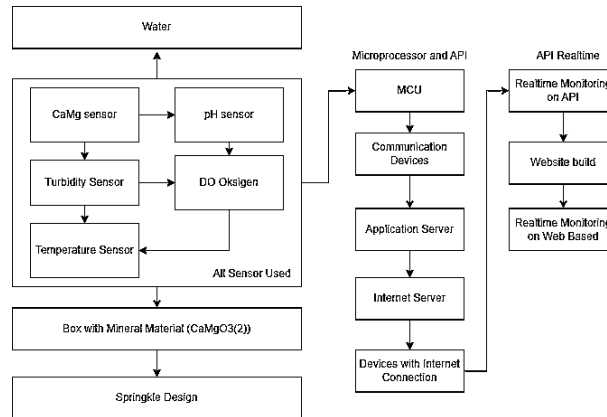 Water
CaMg sensor
pH sensor
Turbidity Sensor
DO Oksigen
Temperature Sensor
All Sensor Used
Box with Mineral Material (CaMgO3(2))
Springkle Design
Microprocessor and API
MCU
Communication
Devices
Application Server
Internet Server
Devices with Internet
Connection
API Realtime
Realtime Monitoring
on API
Website build
Realtime Monitoring
on Web Based